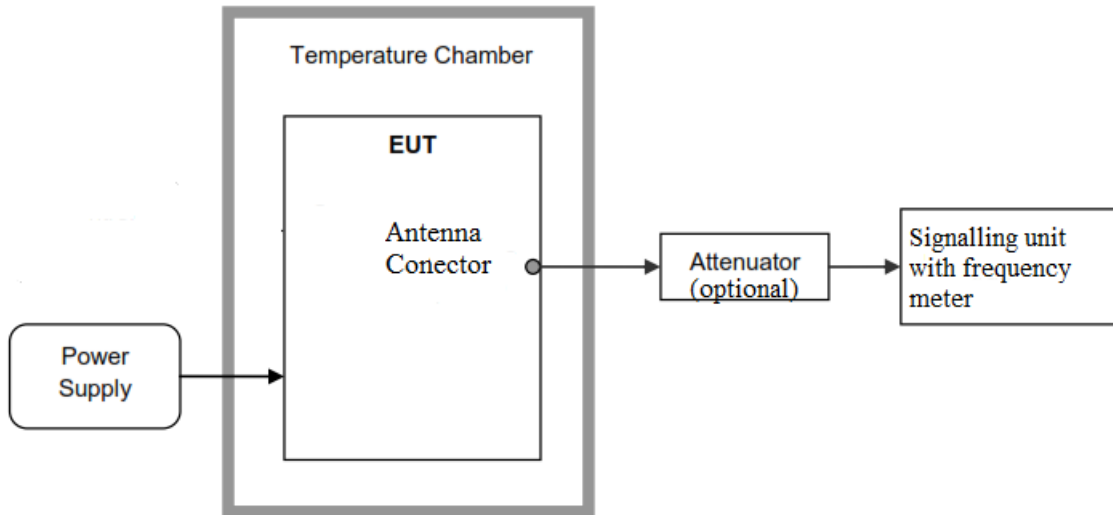 Temperature Chamber
EUT
Antenna
Conector
Attenuator
(optional)
Signalling unit
with frequency
meter
Power
Supply